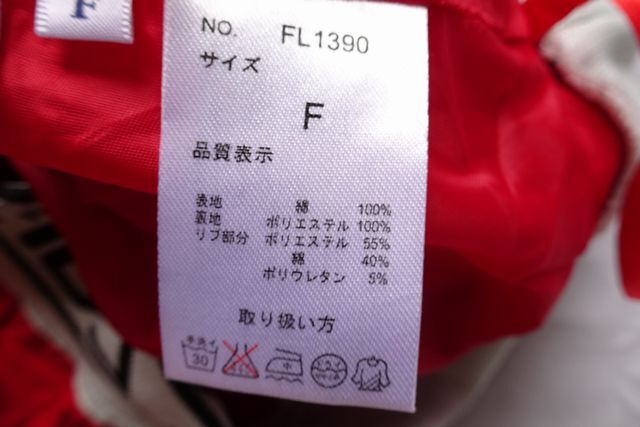 F
NO. FL1390
サイズ
F
品質表示
表地 綿 100%
裏地 ポリエステル 100%
リブ部分 ポリエステル 55%
綿 40%
ポリウレタン 5%
取り扱い方
手洗イ
30